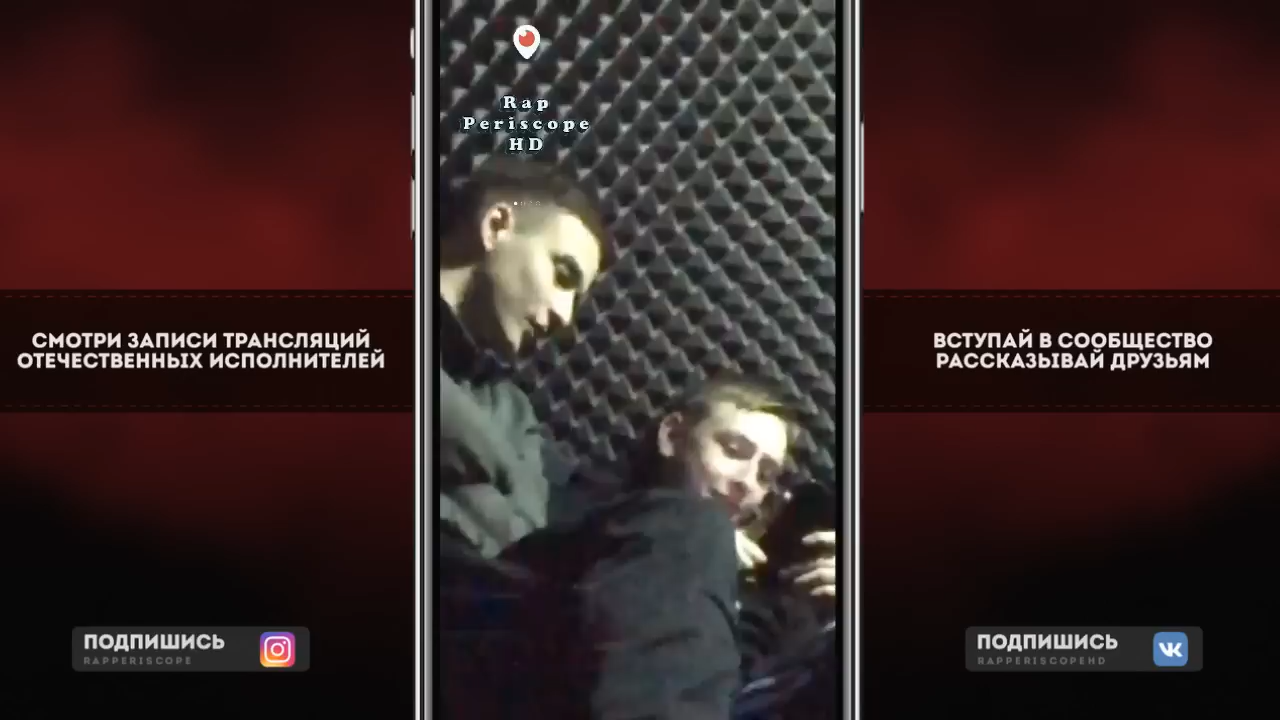 Rap
Periscope
HD
СМОТРИ ЗАПИСИ ТРАНСЛЯЦИЙ
ОТЕЧЕСТВЕННЫХ ИСПОЛНИТЕЛЕЙ
ВСТУПАЙ В СООБЩЕСТВО
РАССКАЗЫВАЙ ДРУЗЬЯМ
ПОДПИШИСЬ
RAPPERISCOPE
ПОДПИШИСЬ
RAPPERISCOPEHD